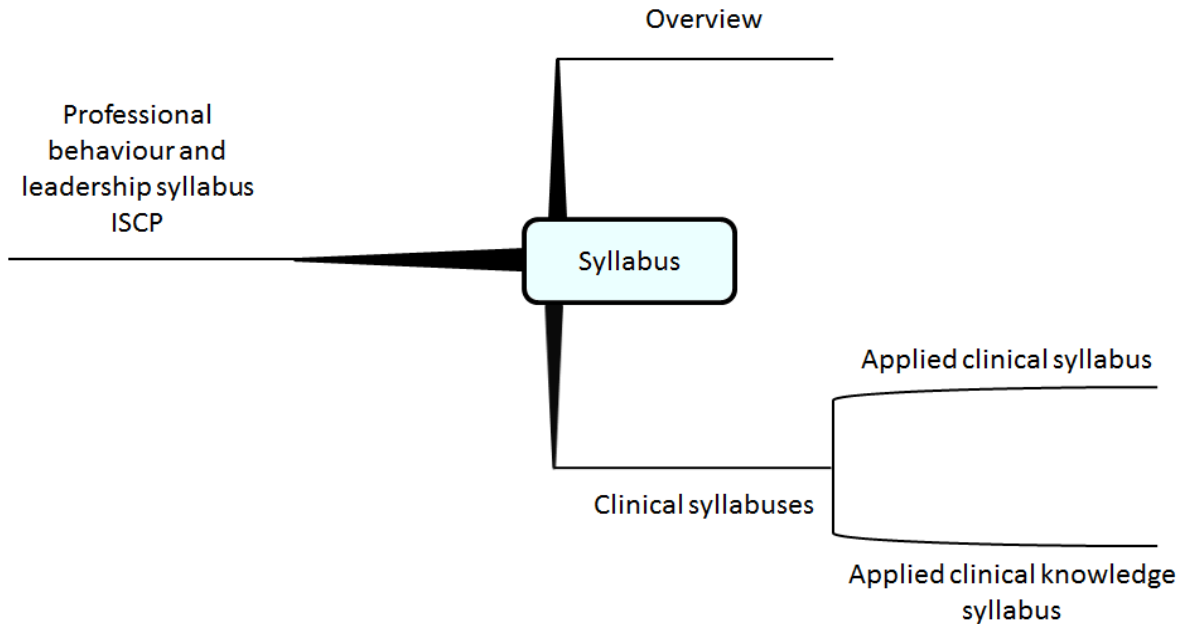 Overview
Professional
behaviour and
leadership syllabus
ISCP
Syllabus
Applied clinical syllabus
Clinical syllabuses
Applied clinical knowledge
syllabus